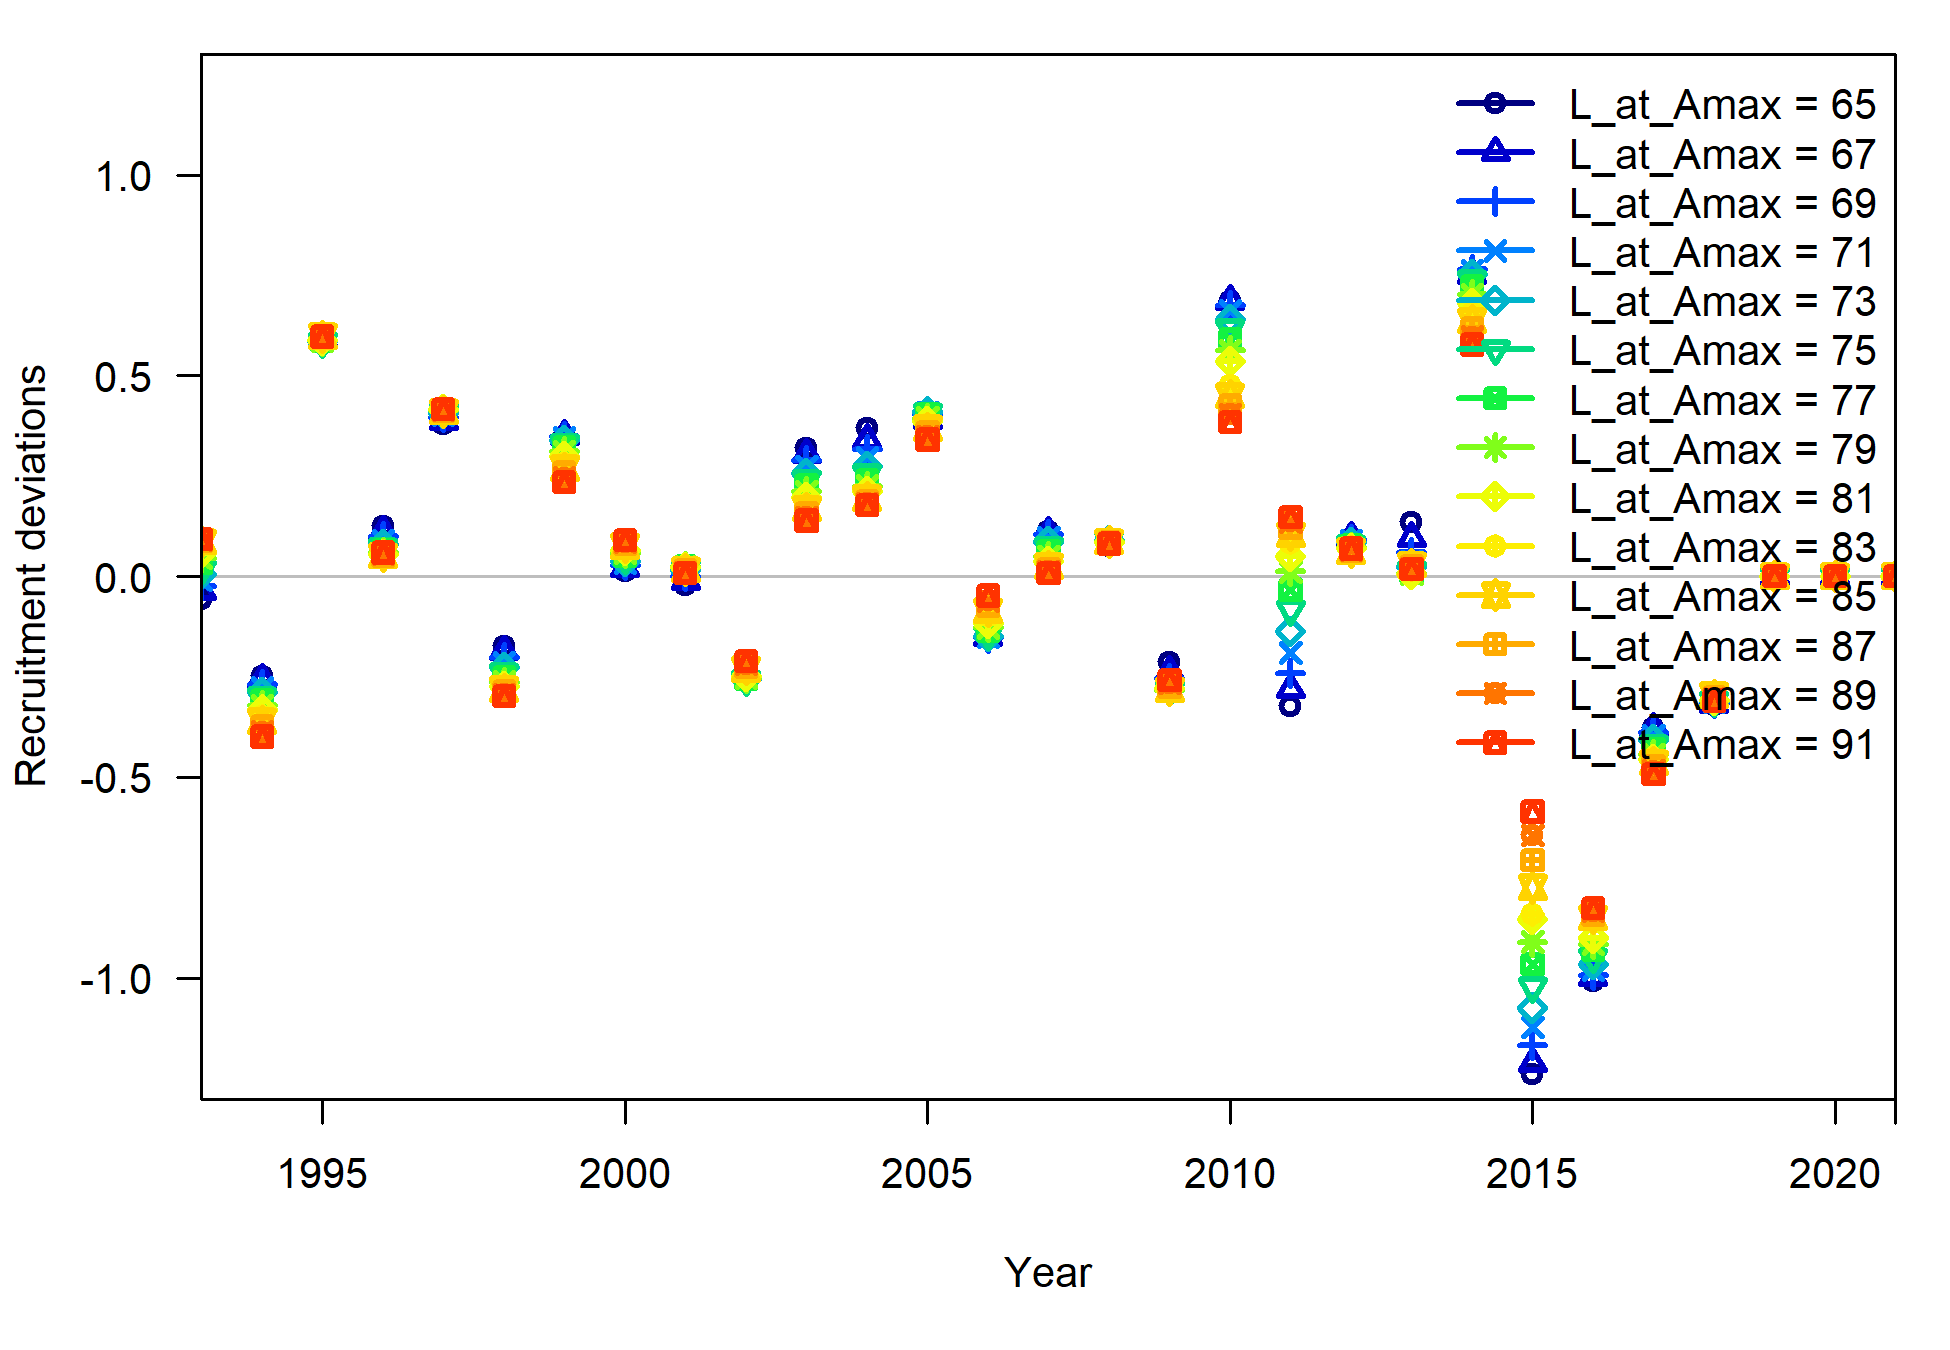 L_at_Amax = 65
L_at_Amax = 67
L_at_Amax = 69
L_at_Amax = 71
L_at_Amax = 73
L_at_Amax = 75
L_at_Amax = 77
L_at_Amax = 79
L_at_Amax = 81
L_at_Amax = 83
L_at_Amax = 85
L_at_Amax = 87
L_at_Amax = 89
L_at_Amax = 91
1.0
0.5
0.0
-0.5
-1.0
Recruitment deviations
1995 2000 2005 2010 2015 2020
Year